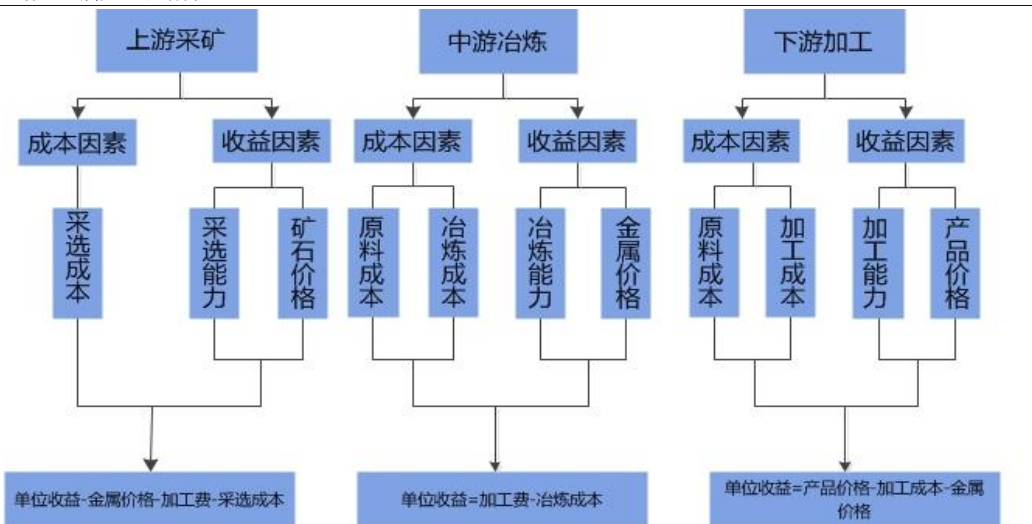 上游采矿
中游冶炼
下游加工
成本因素
收益因素
成本因素
收益因素
成本因素
收益因素
采选成本
采选能力
矿石价格
原料成本
冶炼成本
冶炼能力
金属价格
原料成本
加工成本
加工能力
产品价格
单位收益-金属价格-加工费-采选成本
单位收益=加工费-冶炼成本
单位收益=产品价格-加工成本-金属
价格